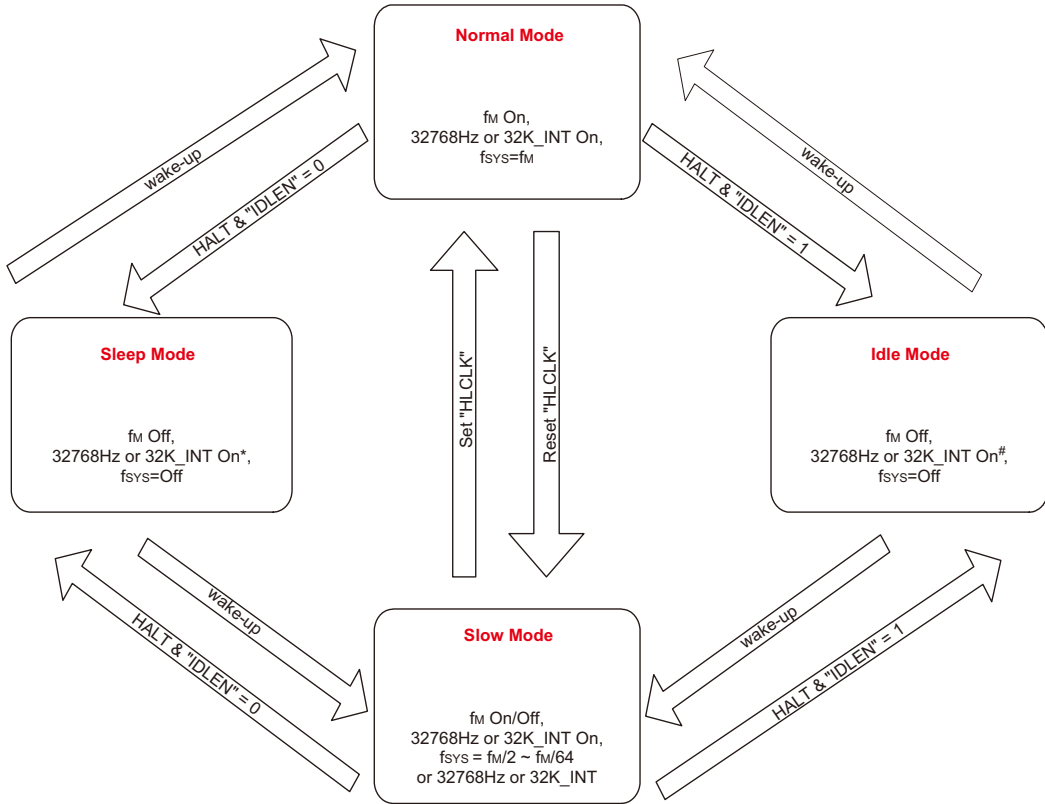 Normal Mode
fM On,
32768Hz or 32K_INT On,
fSYS=fM
wake-up
HALT & "IDLEN" = 0
HALT & "IDLEN" = 1
wake-up
Sleep Mode
fM Off,
32768Hz or 32K_INT On*,
fSYS=Off
Set "HLCLK"
Reset "HLCLK"
Idle Mode
fM Off,
32768Hz or 32K_INT On#,
fSYS=Off
wake-up
HALT & "IDLEN" = 0
wake-up
HALT & "IDLEN" = 1
Slow Mode
fM On/Off,
32768Hz or 32K_INT On,
fSYS = fM/2 ~ fM/64
or 32768Hz or 32K_INT